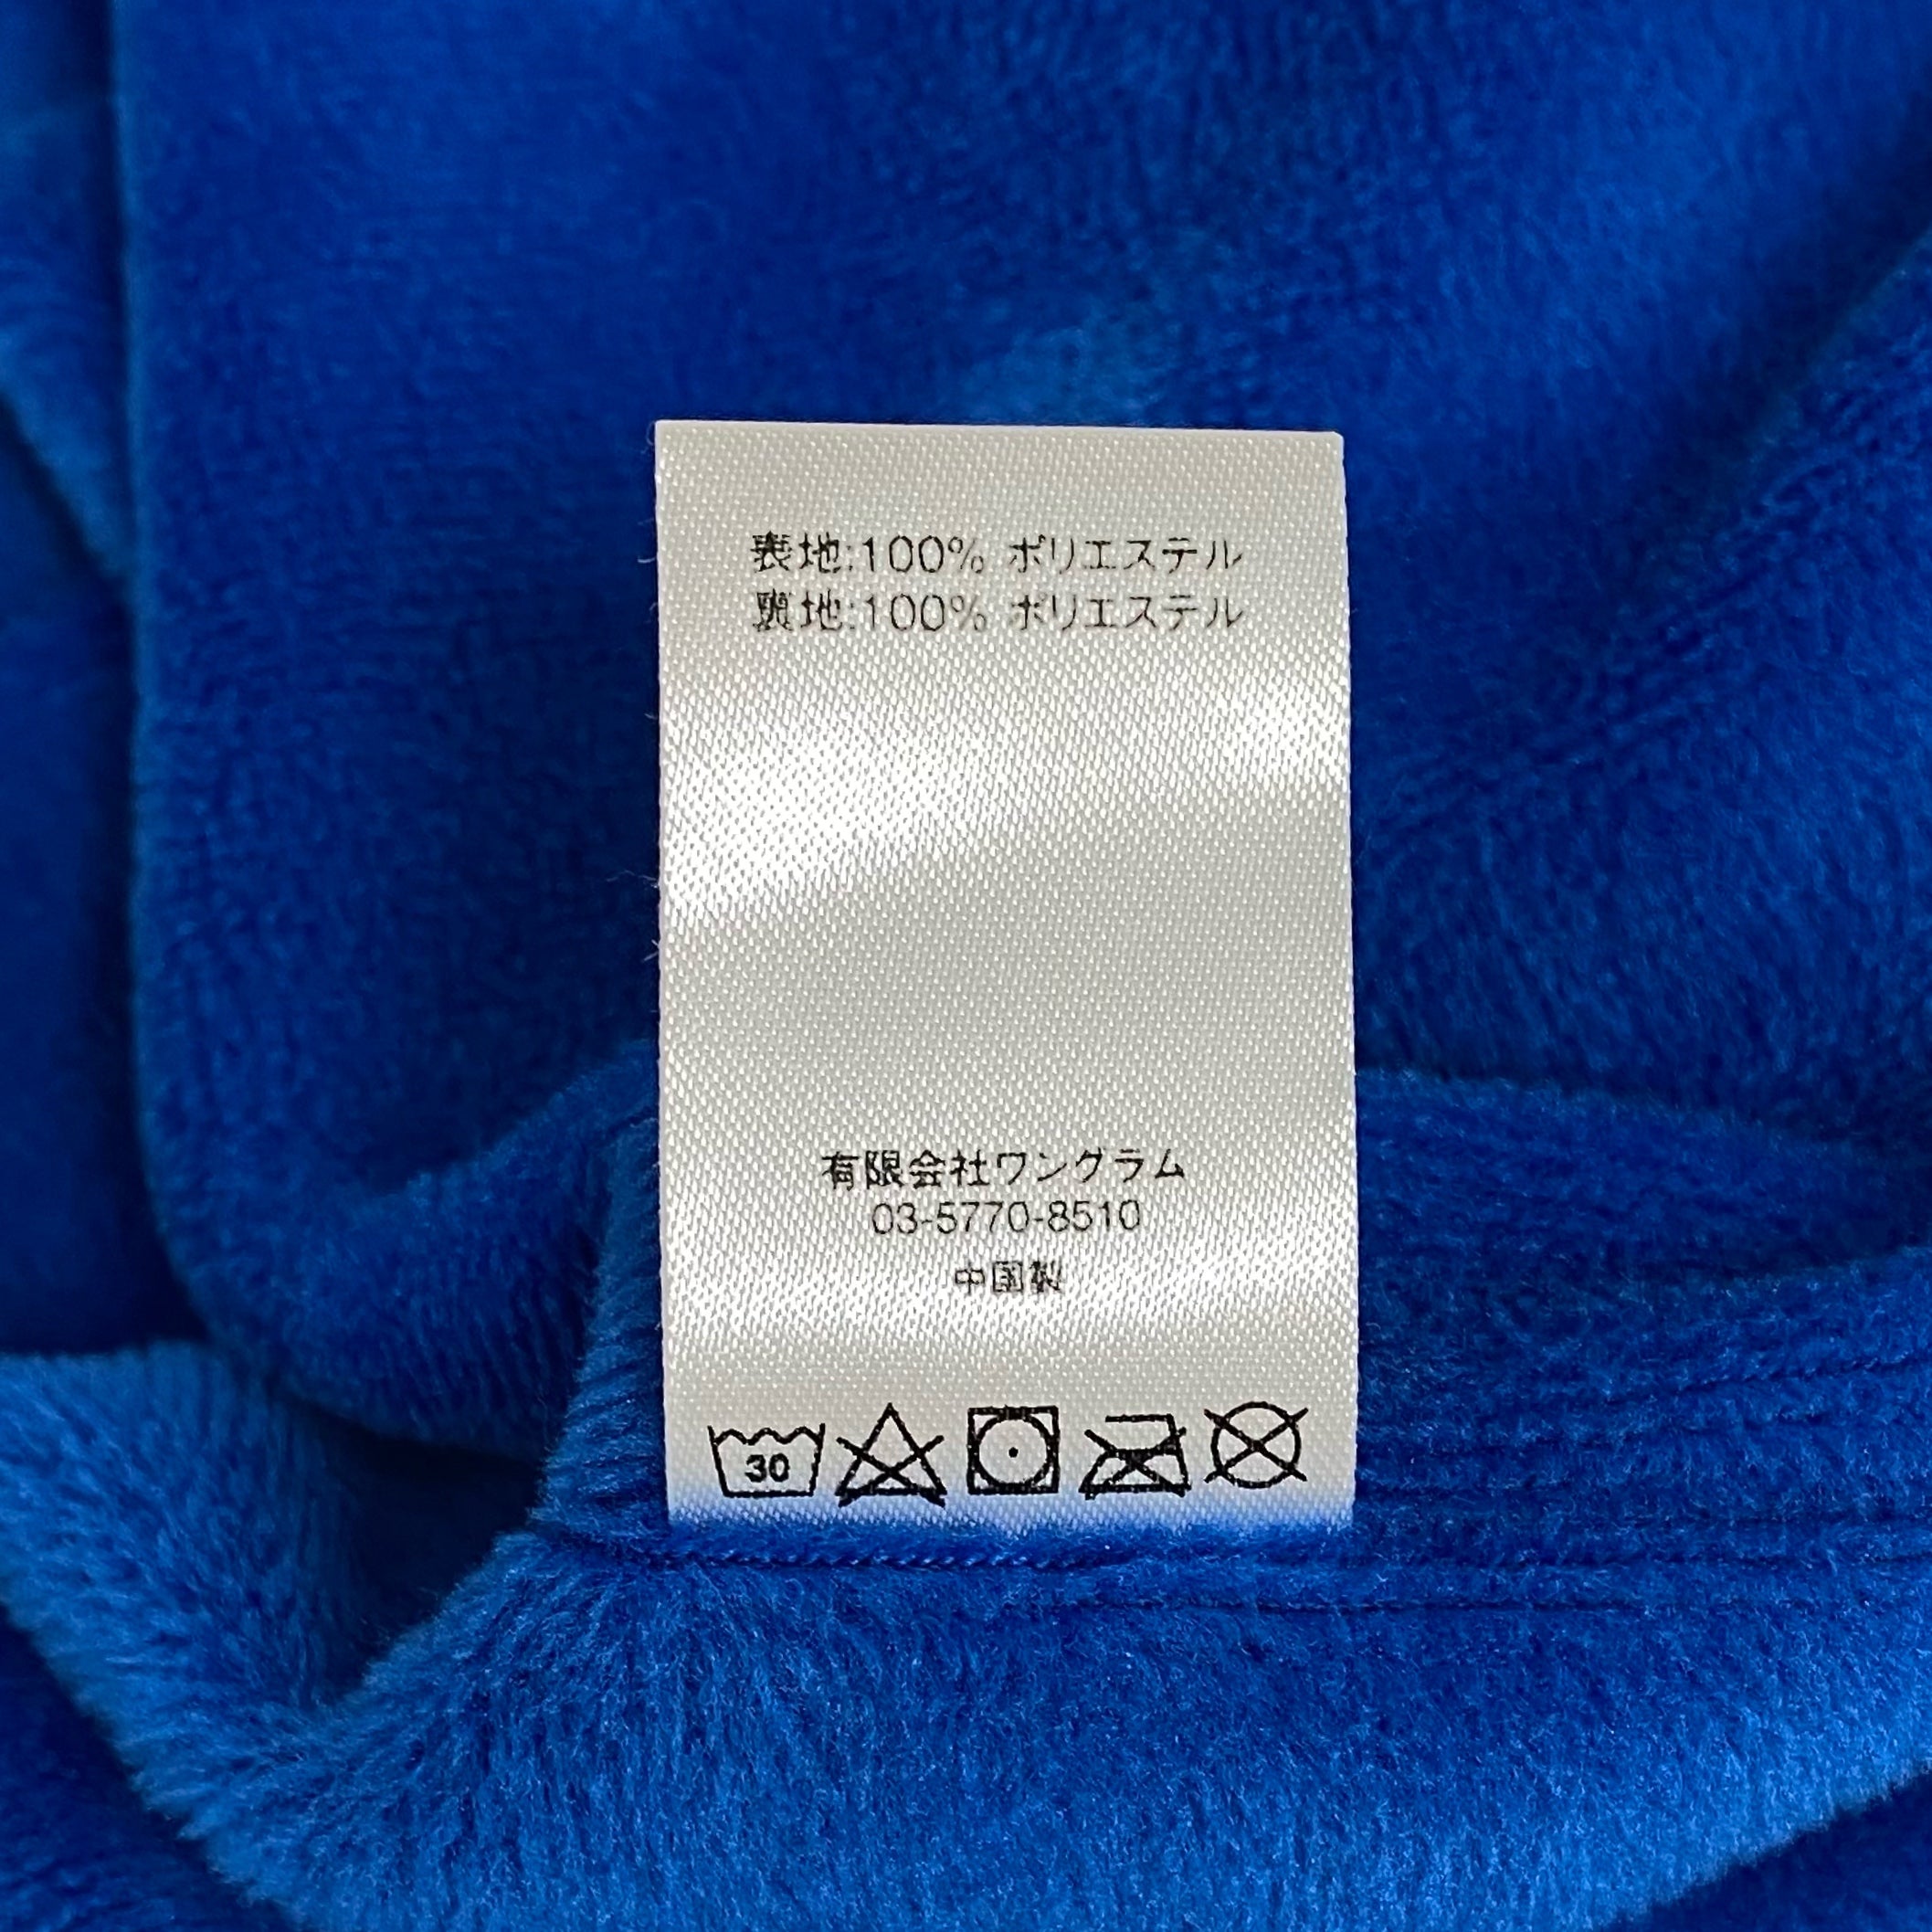 表地:100% ポリエステル
裏地:100% ポリエステル
有限会社ワングラム
03-5770-8510
中国製
30